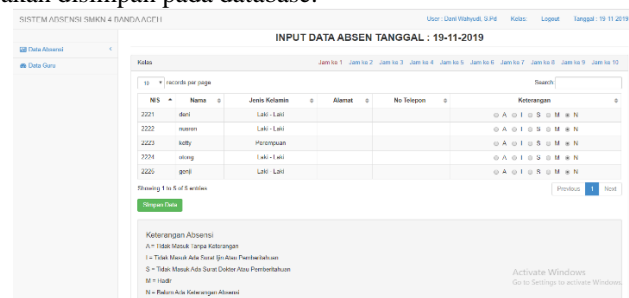 akan disimpan pada database.
SISTEM ABSENSI SMKN 4 BANDA ACEH User : Dani Wahyudi, S.Pd Kelas Logout Tanggal : 19-11-2019
Data Absensi
Data Guru
INPUT DATA ABSEN TANGGAL : 19-11-2019
Kelas Jam ke 1 Jam ke 2 Jam ke 3 Jam ke 4 Jam ke 5 Jam ke 6 Jam ke 7 Jam ke 8 Jam ke 9 Jam ke 10
10 records per page Search
NIS Nama Jenis Kelamin Alamat No Telepon Keterangan
2221 dani Laki - Laki A I S M N
2222 Laki - Laki A I S M N
2223 ketty Perempuan A I S M N
2224 otong Laki - Laki A I S M N
2225 genji Laki - Laki A I S M N
Showing 1 to 5 of 5 entries Previous 1 Next
Simpan Data
Keterangan Absensi
A = Tidak Masuk Tanpa Keterangan
I = Tidak Masuk Ada Surat Ijin Atau Pemberitahuan
S = Tidak Masuk Ada Surat Dokter Atau Pemberitahuan
M = Hadir
N = Belum Ada Keterangan Absensi
Activate Windows
Go to Settings to activate Windows.